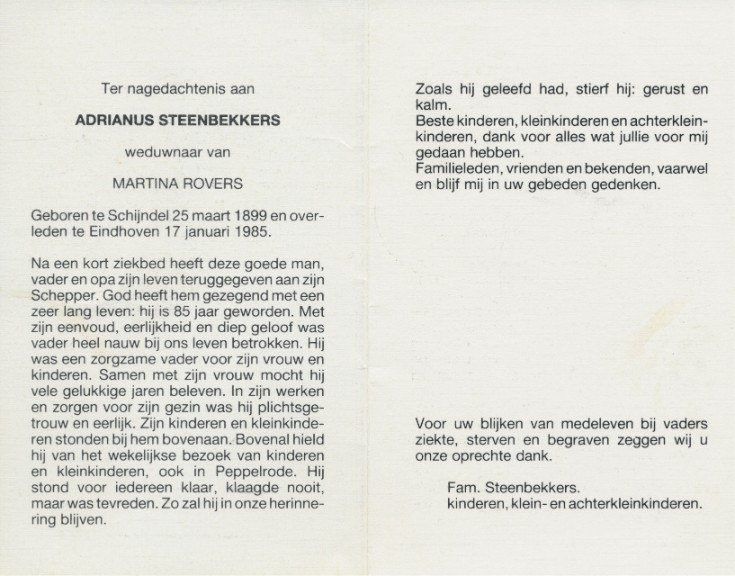 Ter nagedachtenis aan
ADRIANUS STEENBEKKERS
weduwnaar van
MARTINA ROVERS
Geboren te Schijndel 25 maart 1899 en over-
leden te Eindhoven 17 januari 1985.
Na een kort ziekbed heeft deze goede man,
vader en opa zijn leven teruggegeven aan zijn
Schepper. God heeft hem gezegend met een
zeer lang leven: hij is 85 jaar geworden. Met
zijn eenvoud, eerlijkheid en diep geloof was
vader heel nauw bij ons leven betrokken. Hij
was een zorgzame vader voor zijn vrouw en
kinderen. Samen met zijn vrouw mocht hij
vele gelukkige jaren beleven. In zijn werken
en zorgen voor zijn gezin was hij plichtsge-
trouw en eerlijk. Zijn kinderen en kleinkinde-
ren stonden bij hem bovenaan. Bovenal hield
hij van het wekelijkse bezoek van kinderen
en kleinkinderen, ook in Peppelrode. Hij
stond voor iedereen klaar, klaagde nooit,
maar was tevreden. Zo zal hij in onze herinne-
ring blijven.
Zoals hij geleefd had, stierf hij: gerust en
kalm.
Beste kinderen, kleinkinderen en achterklein-
kinderen, dank voor alles wat jullie voor mij
gedaan hebben.
Familieleden, vrienden en bekenden, vaarwel
en blijf mij in uw gebeden gedenken.
Voor uw blijken van medeleven bij vaders
ziekte, sterven en begraven zeggen wij u
onze oprechte dank.
Fam. Steenbekkers.
kinderen, klein- en achterkleinkinderen.